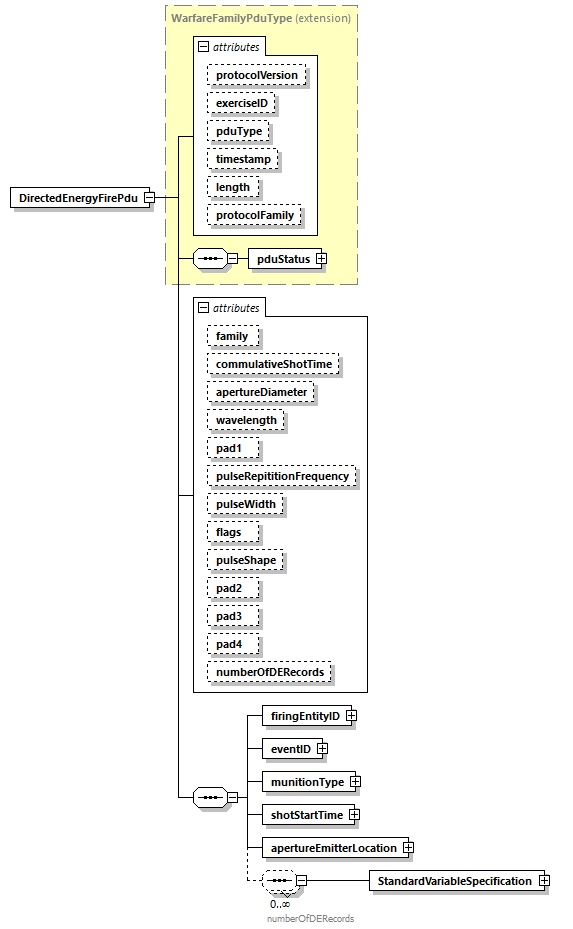 WarfareFamilyPduType (extension)
attributes
protocolVersion
exerciseID
pduType
timestamp
length
protocolFamily
DirectedEnergyFirePdu
pduStatus
attributes
family
commulativeShotTime
apertureDiameter
wavelength
pad1
pulseRepititionFrequency
pulseWidth
flags
pulseShape
pad2
pad3
pad4
numberOfDERecords
firingEntityID
eventID
munitionType
shotStartTime
apertureEmitterLocation
StandardVariableSpecification
0..∞
numberOfDERecords